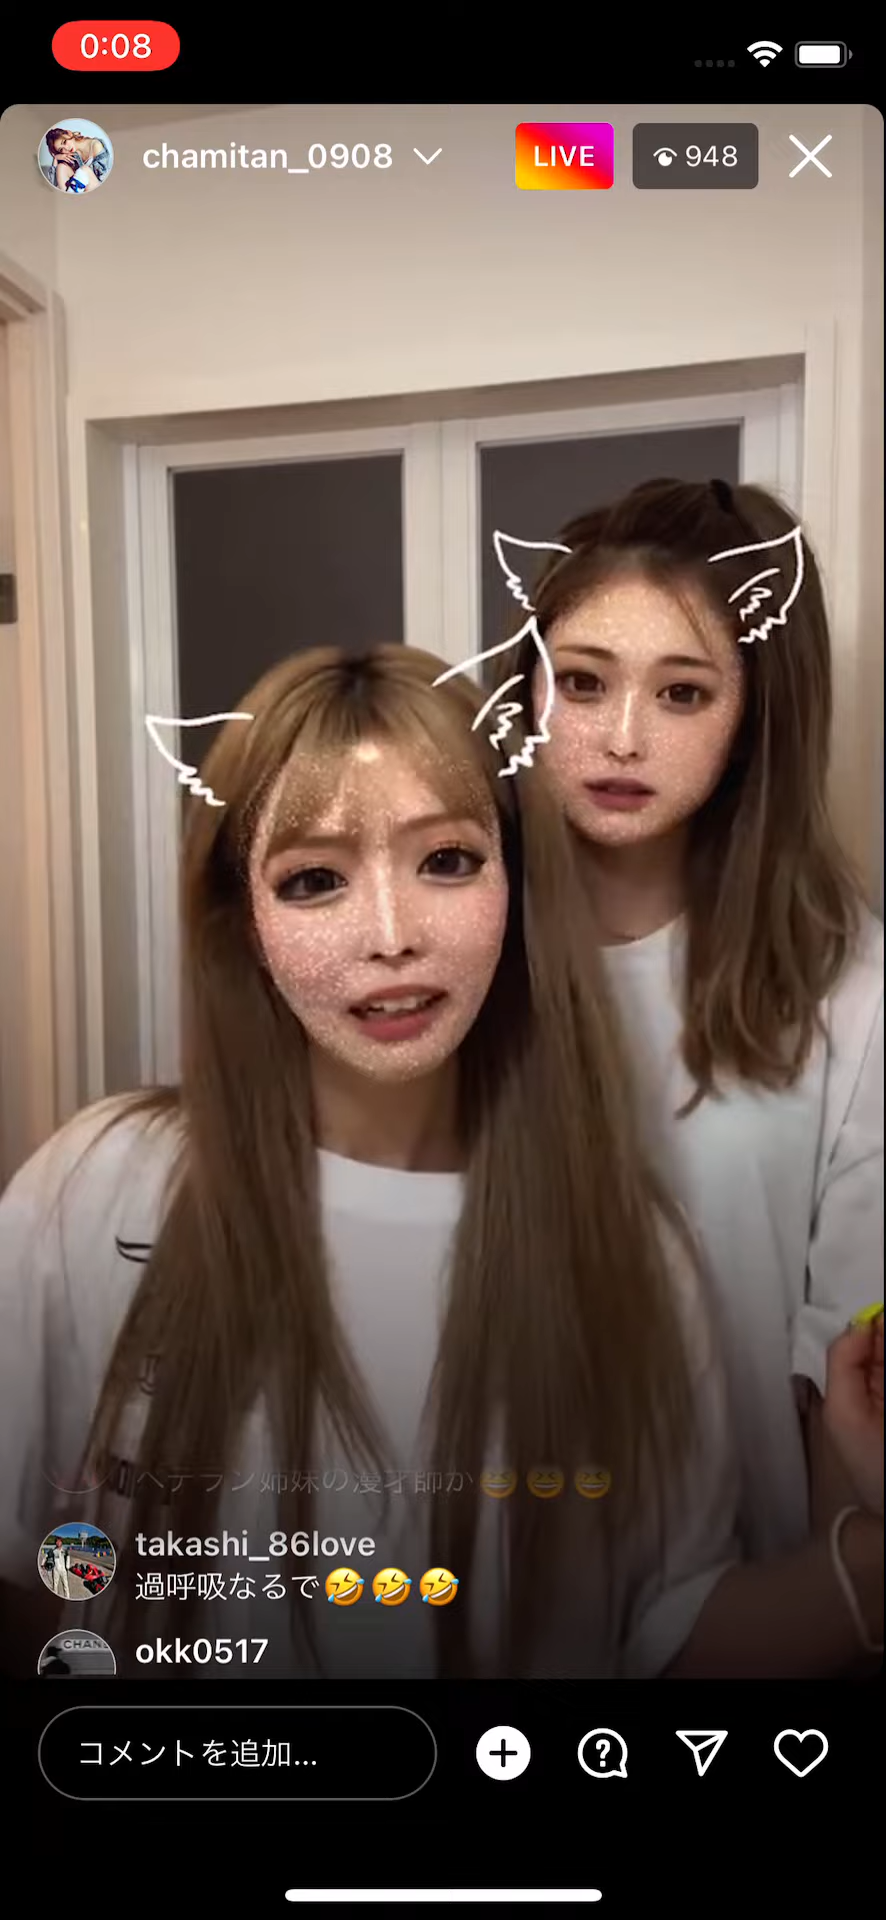 0:08
chamitan_0908
LIVE
948
ベテラン姉妹の漫才師か😆😆😆
takashi_86love
過呼吸なるで🤣🤣🤣
CHAN
okk0517
コメントを追加...